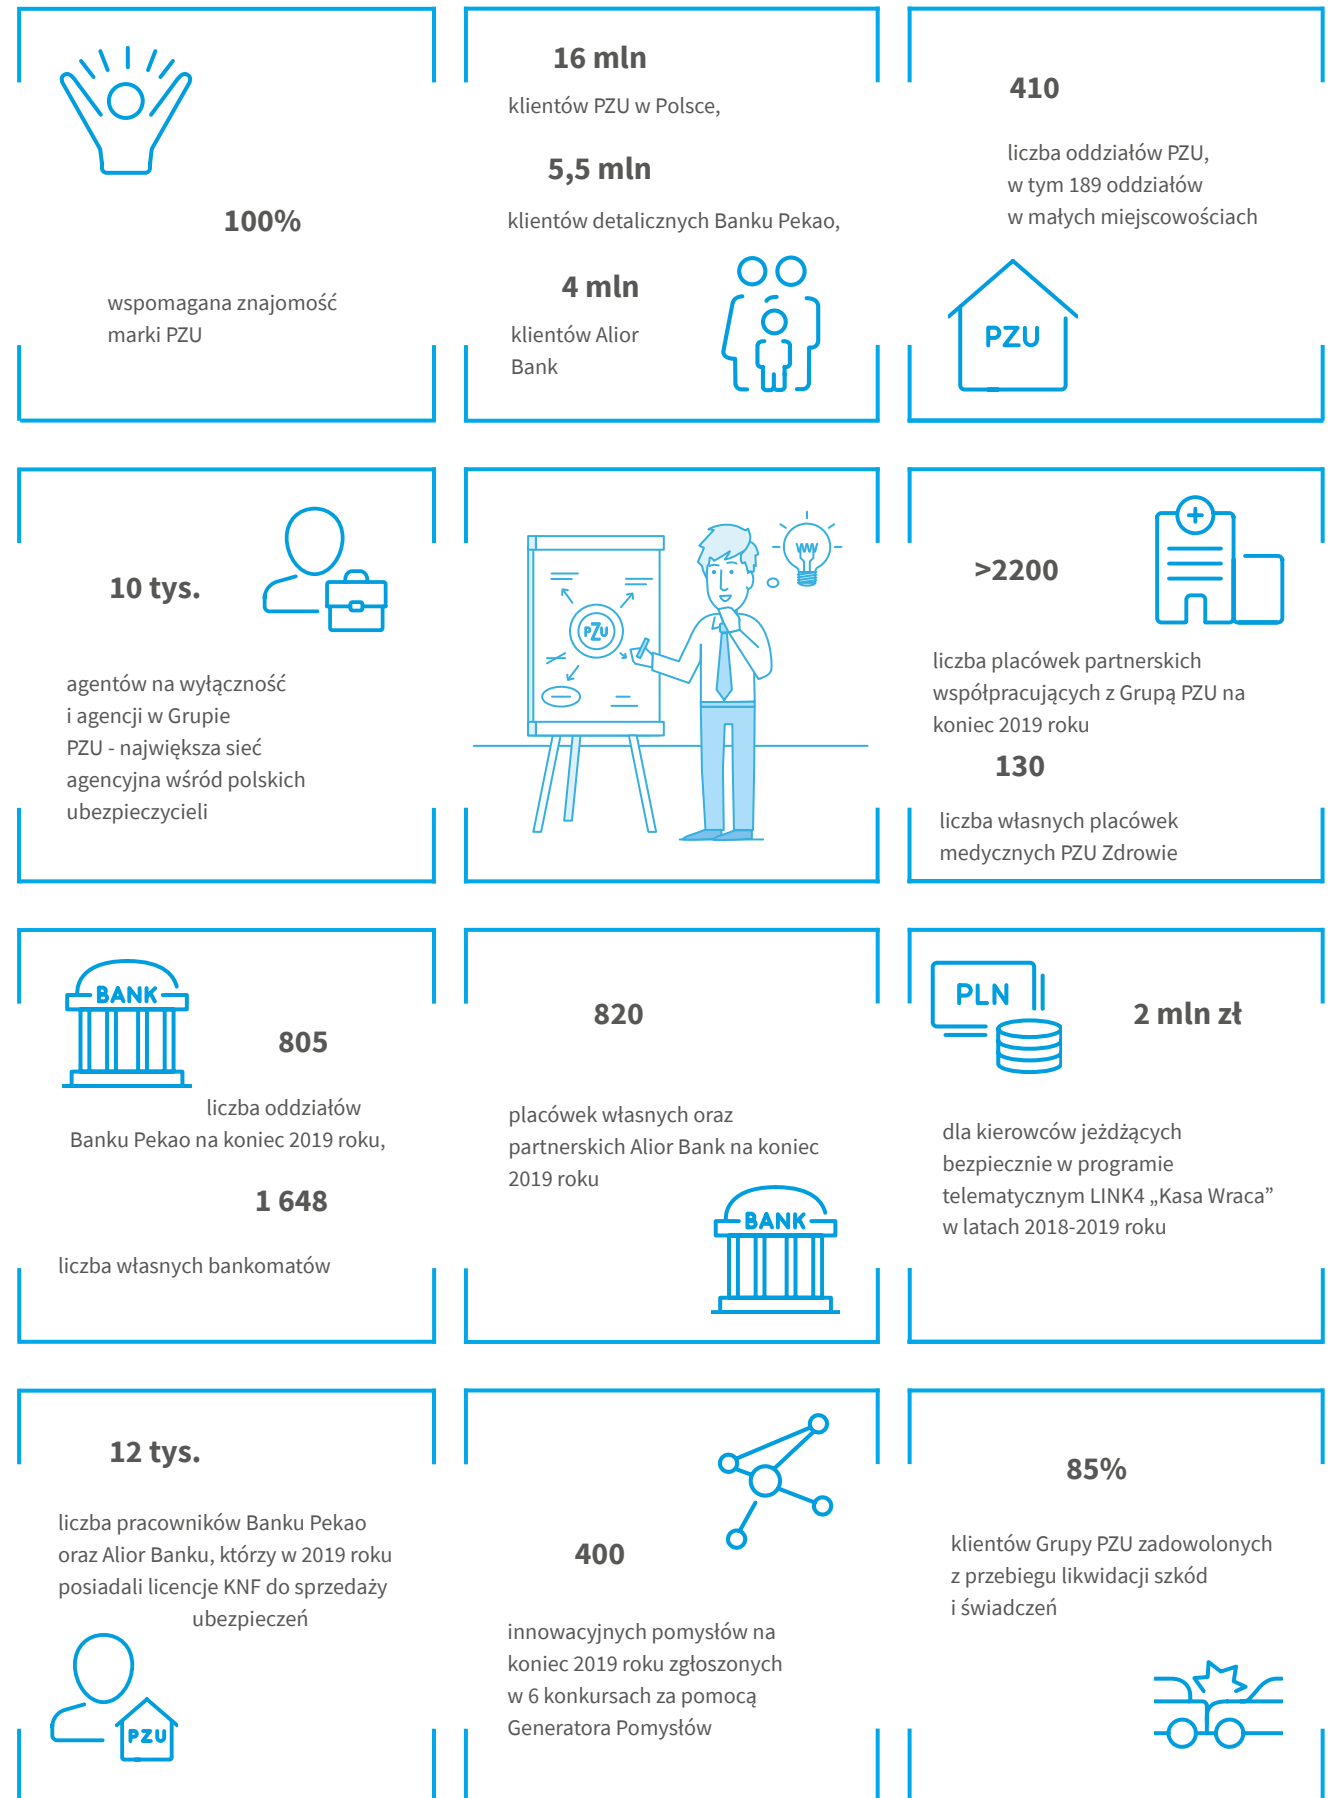 100%
wspomagana znajomość
marki PZU
16 mln
klientów PZU w Polsce,
5,5 mln
klientów detalicznych Banku Pekao,
4 mln
klientów Alior
Bank
410
liczba oddziałów PZU,
w tym 189 oddziałów
w małych miejscowościach
PZU
10 tys.
agentów na wyłączność
i agencji w Grupie
PZU - największa sieć
agencyjna wśród polskich
ubezpieczycieli
PZU
>2200
liczba placówek partnerskich
współpracujących z Grupą PZU na
koniec 2019 roku
130
liczba własnych placówek
medycznych PZU Zdrowie
BANK
805
liczba oddziałów
Banku Pekao na koniec 2019 roku,
1 648
liczba własnych bankomatów
820
placówek własnych oraz
partnerskich Alior Bank na koniec
2019 roku
BANK
PLN
2 mln zł
dla kierowców jeżdżących
bezpiecznie w programie
telematycznym LINK4 „Kasa Wraca”
w latach 2018-2019 roku
12 tys.
liczba pracowników Banku Pekao
oraz Alior Banku, którzy w 2019 roku
posiadali licencje KNF do sprzedaży
ubezpieczeń
PZU
400
innowacyjnych pomysłów na
koniec 2019 roku zgłoszonych
w 6 konkursach za pomocą
Generatora Pomysłów
85%
klientów Grupy PZU zadowolonych
z przebiegu likwidacji szkód
i świadczeń